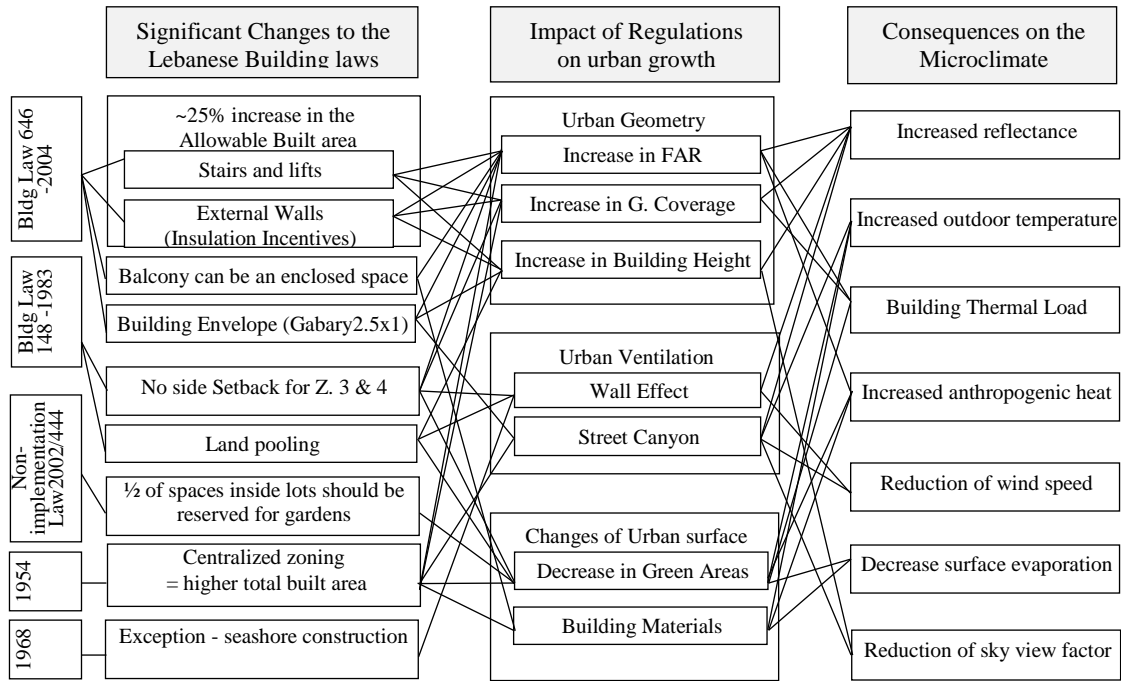 Significant Changes to the
Lebanese Building laws
Impact of Regulations
on urban growth
Consequences on the
Microclimate
Bldg Law 646
-2004
Bldg Law
148 -1983
Non-
implementation
Law2002/444
1954
1968
~25% increase in the
Allowable Built area
Stairs and lifts
External Walls
(Insulation Incentives)
Balcony can be an enclosed space
Building Envelope (Gabary2.5x1)
No side Setback for Z. 3 & 4
Land pooling
½ of spaces inside lots should be
reserved for gardens
Centralized zoning
= higher total built area
Exception - seashore construction
Urban Geometry
Increase in FAR
Increase in G. Coverage
Increase in Building Height
Urban Ventilation
Wall Effect
Street Canyon
Changes of Urban surface
Decrease in Green Areas
Building Materials
Increased reflectance
Increased outdoor temperature
Building Thermal Load
Increased anthropogenic heat
Reduction of wind speed
Decrease surface evaporation
Reduction of sky view factor